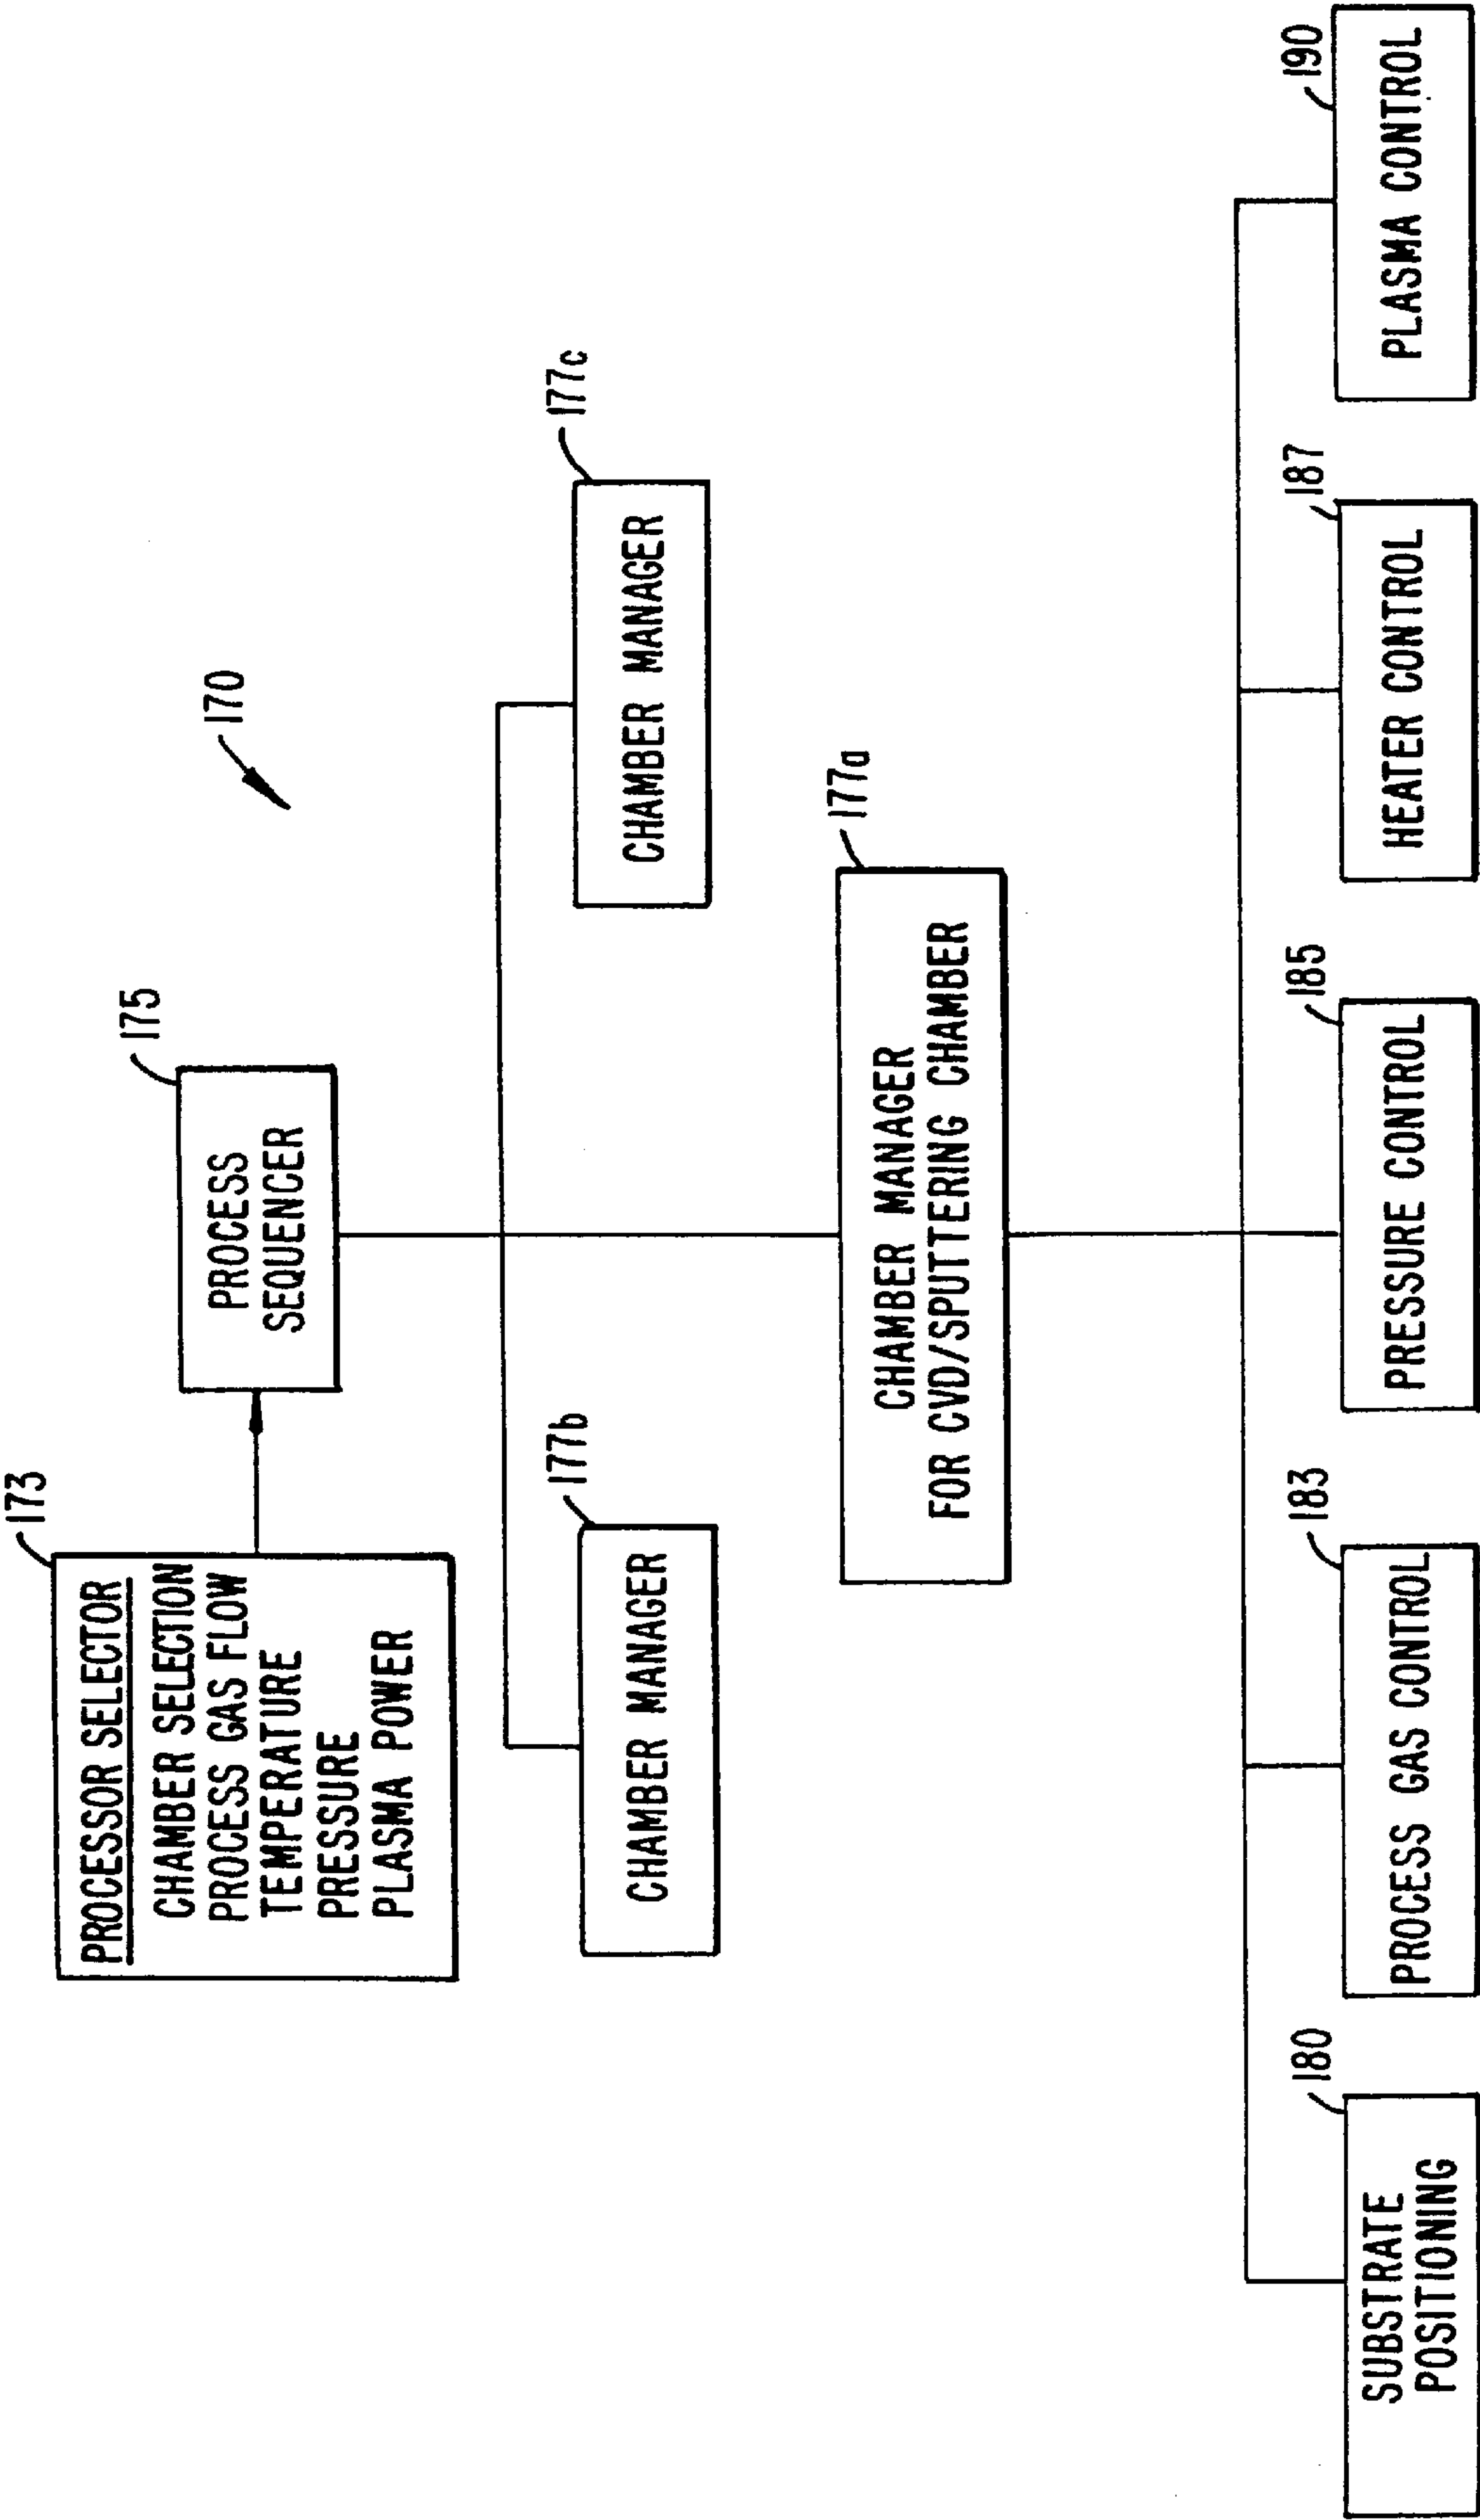 173
PROCESSOR SELECTOR
CHAMBER SELECTION
PROCESS GAS FLOW
TEMPERATURE
PRESSURE
PLASMA POWER
175
PROCESS
SEQUENCER
170
177b
CHAMBER MANAGER
177c
CHAMBER MANAGER
177a
CHAMBER MANAGER
FOR CVD/SPUTTERING CHAMBER
180
SUBSTRATE
POSITIONING
183
PROCESS GAS CONTROL
185
PRESSURE CONTROL
187
HEATER CONTROL
190
PLASMA CONTROL